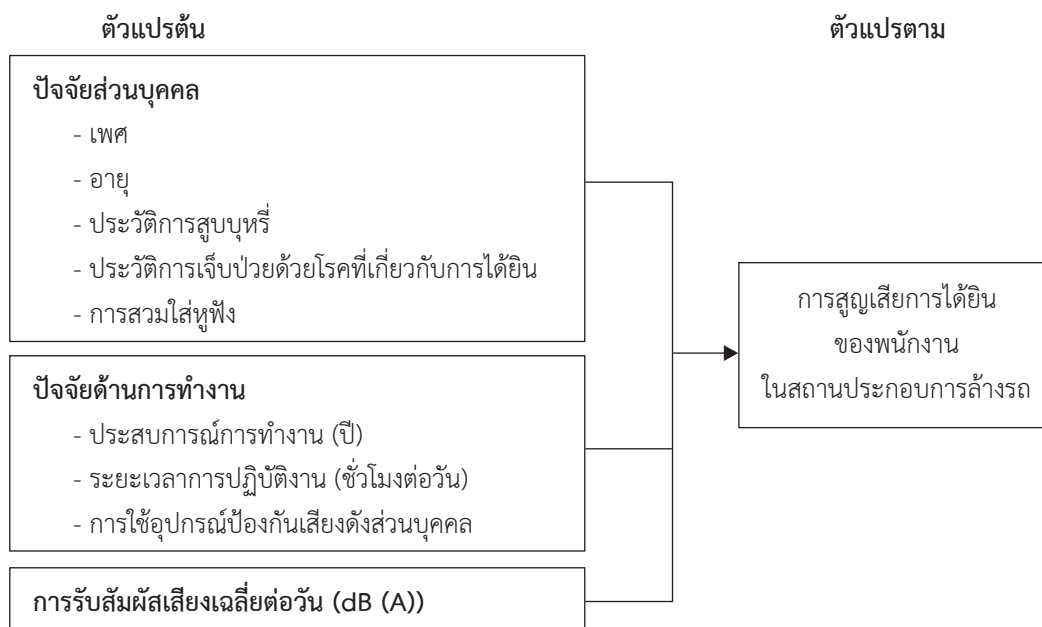 ตัวแปรต้น
ตัวแปรตาม
ปัจจัยส่วนบุคคล
- เพศ
- อายุ
- ประวัติการสูบบุหรี่
- ประวัติการเจ็บป่วยด้วยโรคที่เกี่ยวกับการได้ยิน
- การสวมใส่หูฟัง
ปัจจัยด้านการทำงาน
- ประสบการณ์การทำงาน (ปี)
- ระยะเวลาการปฏิบัติงาน (ชั่วโมงต่อวัน)
- การใช้อุปกรณ์ป้องกันเสียงดังส่วนบุคคล
การรับสัมผัสเสียงเฉลี่ยต่อวัน (dB (A))
การสูญเสียการได้ยิน
ของพนักงาน
ในสถานประกอบการล้างรถ